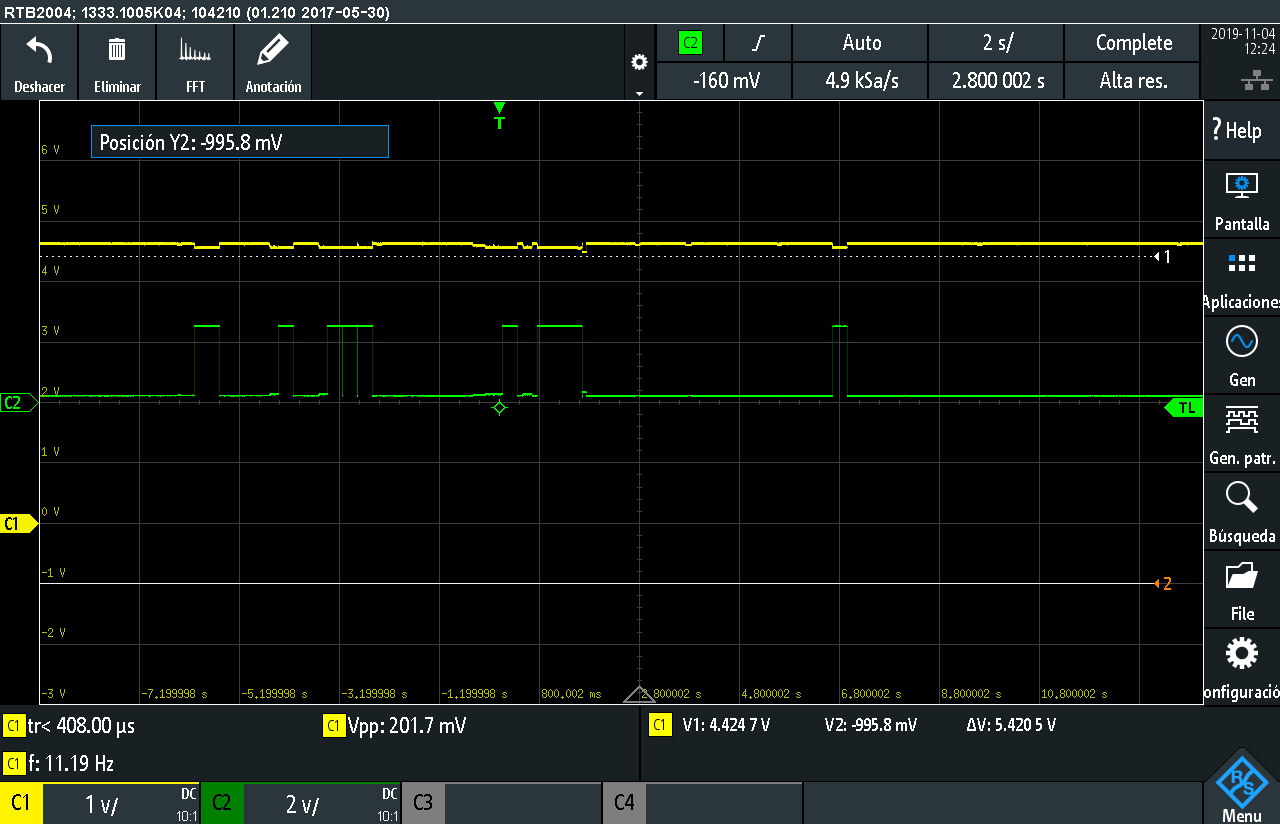 RTB2004; 1333.1005K04; 104210 (01.210 2017-05-30)
Deshacer
Eliminar
FFT
Anotación
C2
Auto
2 s/
Complete
-160 mV
4.9 kSa/s
2.800 002 s
Alta res.
2019-11-04
12:24
T
Posición Y2: -995.8 mV
6 V
5 V
4 V
3 V
2 V
1 V
0 V
-1 V
-2 V
-3 V
1
2
C2
C1
TL
-7,199998 s
-5,199998 s
-3,199998 s
-1,199998 s
800,002 ms
2,800002 s
4,800002 s
6,800002 s
8,800002 s
10,800002 s
? Help
Pantalla
Aplicaciones
Gen
Gen. patr.
Búsqueda
File
onfiguració
Menu
C1 tr< 408.00 µs
C1 Vpp: 201.7 mV
C1 V1: 4.424 7 V
V2: -995.8 mV
ΔV: 5.420 5 V
C1 f: 11.19 Hz
C1
1 V/
DC
10:1
C2
2 V/
DC
10:1
C3
C4
R&S